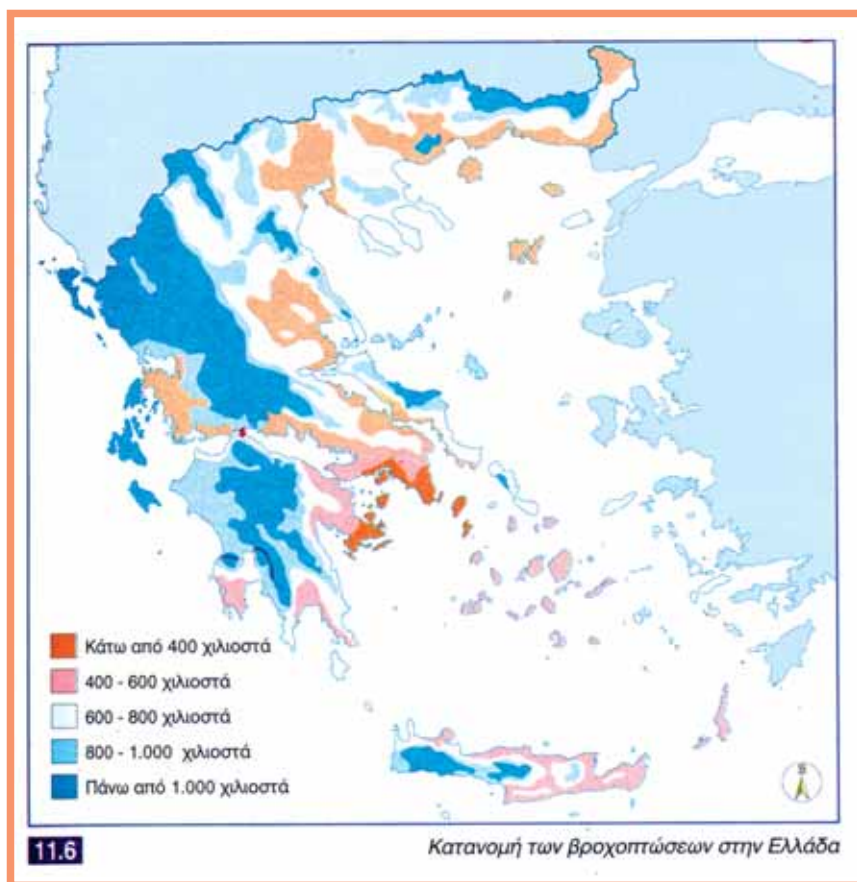 Κάτω από 400 χιλιοστά
400 - 600 χιλιοστά
600 - 800 χιλιοστά
800 - 1.000 χιλιοστά
Πάνω από 1.000 χιλιοστά
Β
11.6
Κατανομή των βροχοπτώσεων στην Ελλάδα